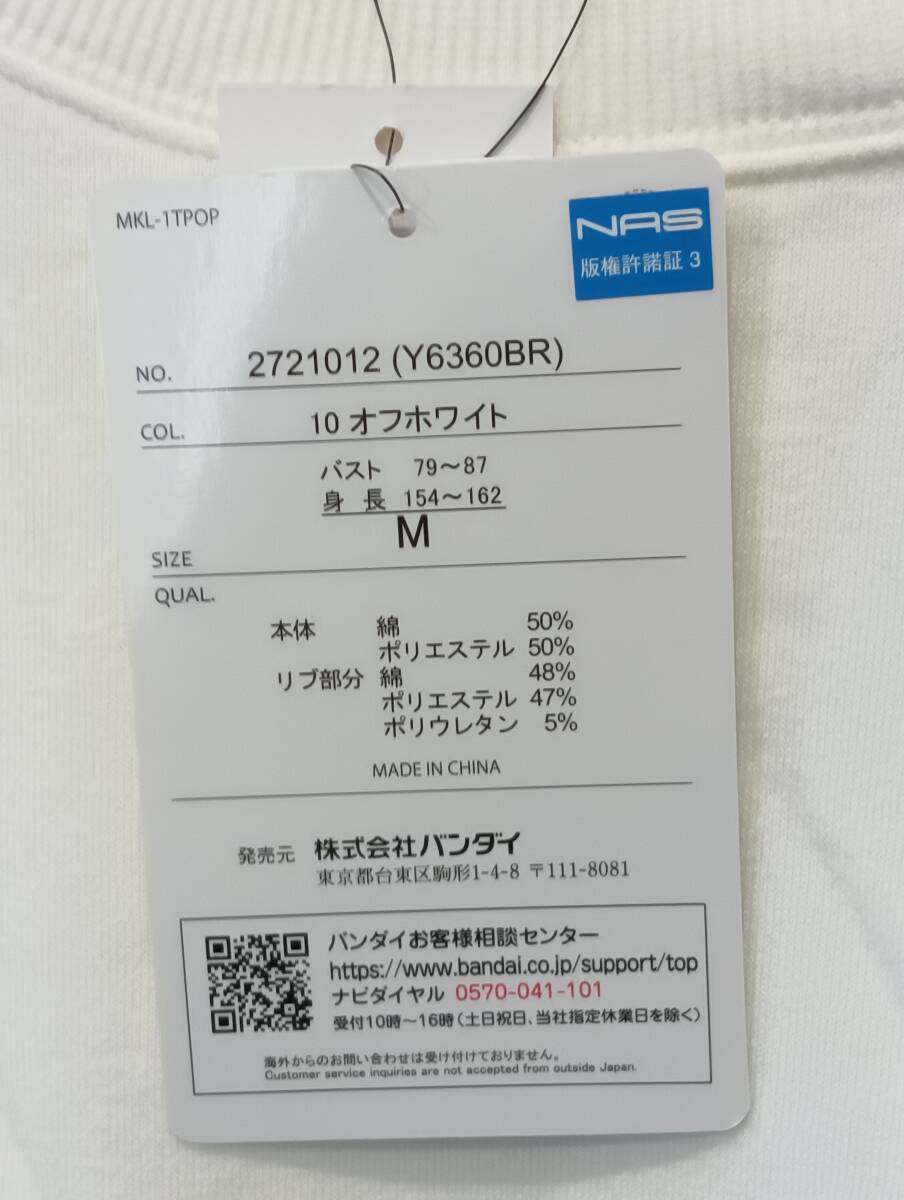 MKL-1TPOP
NAS
版権許諾証 3
NO. 2721012 (Y6360BR)
COL. 10 オフホワイト
バスト 79～87
身長 154～162
SIZE M
QUAL.
本体 綿 50%
ポリエステル 50%
リブ部分 綿 48%
ポリエステル 47%
ポリウレタン 5%
MADE IN CHINA
発売元 株式会社バンダイ
東京都台東区駒形1-4-8 〒111-8081
バンダイお客様相談センター
https://www.bandai.co.jp/support/top
ナビダイヤル 0570-041-101
受付10時～16時（土日祝日、当社指定休業日を除く）
海外からのお問い合わせは受け付けておりません。
Customer service inquiries are not accepted from outside Japan.